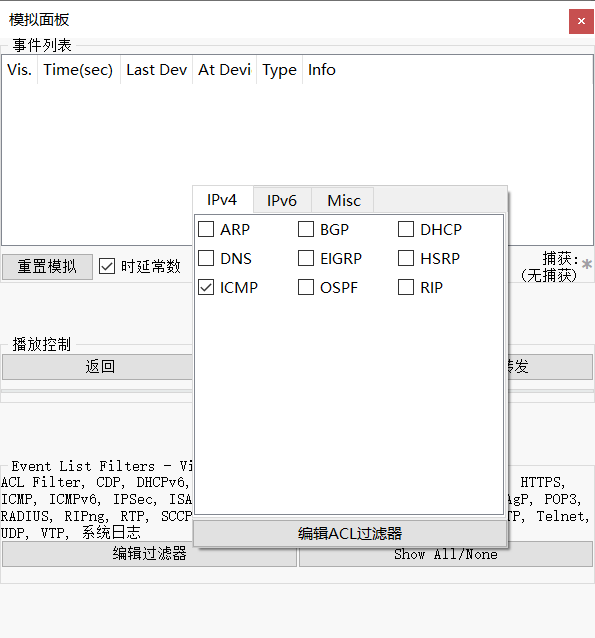 模拟面板
事件列表
Vis. Time(sec) Last Dev At Devi Type Info
IPv4 IPv6 Misc
ARP BGP DHCP
DNS EIGRP HSRP
ICMP OSPF RIP
编辑ACL过滤器
重置模拟 时延常数 捕获:
(无捕获) *
播放控制
返回 转发
Event List Filters - Vi
ACL Filter, CDP, DHCPv6, HTTPS,
ICMP, ICMPv6, IPSec, ISA AgP, POP3,
RADIUS, RIPng, RTP, SCCP TP, Telnet,
UDP, VTP, 系统日志
编辑过滤器 Show All/None